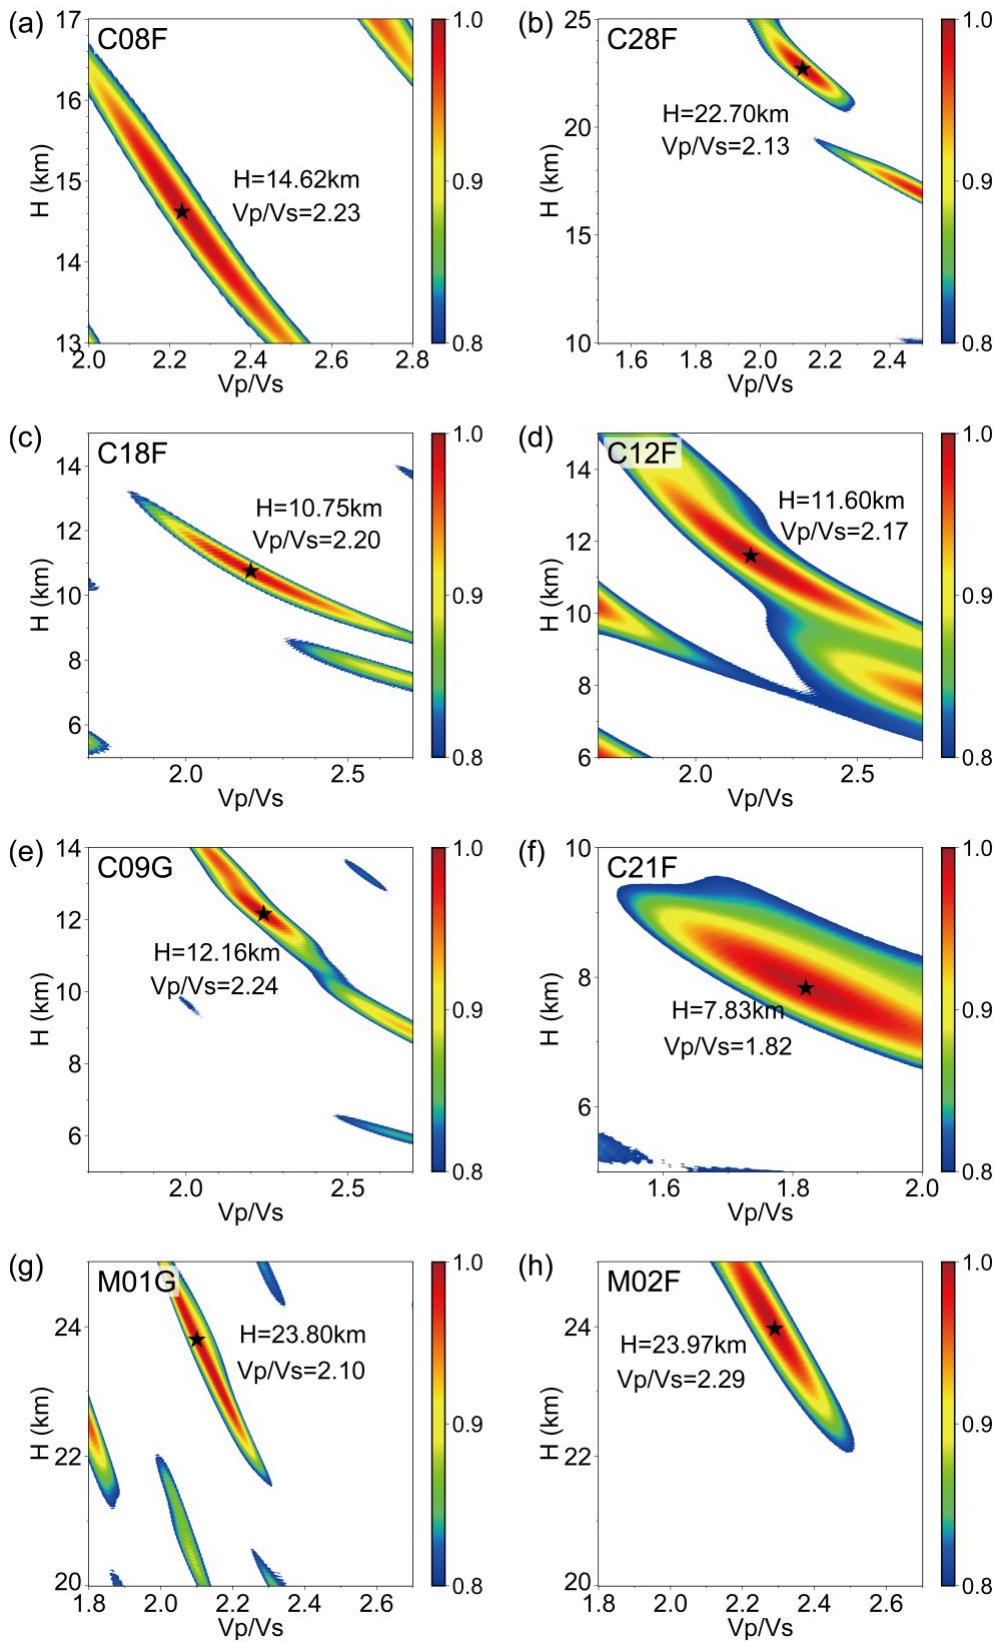 (a)
C08F
17
16
15
14
13
H (km)
H=14.62km
Vp/Vs=2.23
2.0 2.2 2.4 2.6 2.8
Vp/Vs
1.0
0.9
0.8
(b)
C28F
25
20
15
10
H (km)
H=22.70km
Vp/Vs=2.13
1.6 1.8 2.0 2.2 2.4
Vp/Vs
1.0
0.9
0.8
(c)
C18F
14
12
10
8
6
H (km)
H=10.75km
Vp/Vs=2.20
2.0 2.5
Vp/Vs
1.0
0.9
0.8
(d)
C12F
14
12
10
8
6
H (km)
H=11.60km
Vp/Vs=2.17
2.0 2.5
Vp/Vs
1.0
0.9
0.8
(e)
C09G
14
12
10
8
6
H (km)
H=12.16km
Vp/Vs=2.24
2.0 2.5
Vp/Vs
1.0
0.9
0.8
(f)
C21F
10
8
6
H (km)
H=7.83km
Vp/Vs=1.82
1.6 1.8 2.0
Vp/Vs
1.0
0.9
0.8
(g)
M01G
24
22
20
H (km)
H=23.80km
Vp/Vs=2.10
1.8 2.0 2.2 2.4 2.6
Vp/Vs
1.0
0.9
0.8
(h)
M02F
24
22
20
H (km)
H=23.97km
Vp/Vs=2.29
1.8 2.0 2.2 2.4 2.6
Vp/Vs
1.0
0.9
0.8